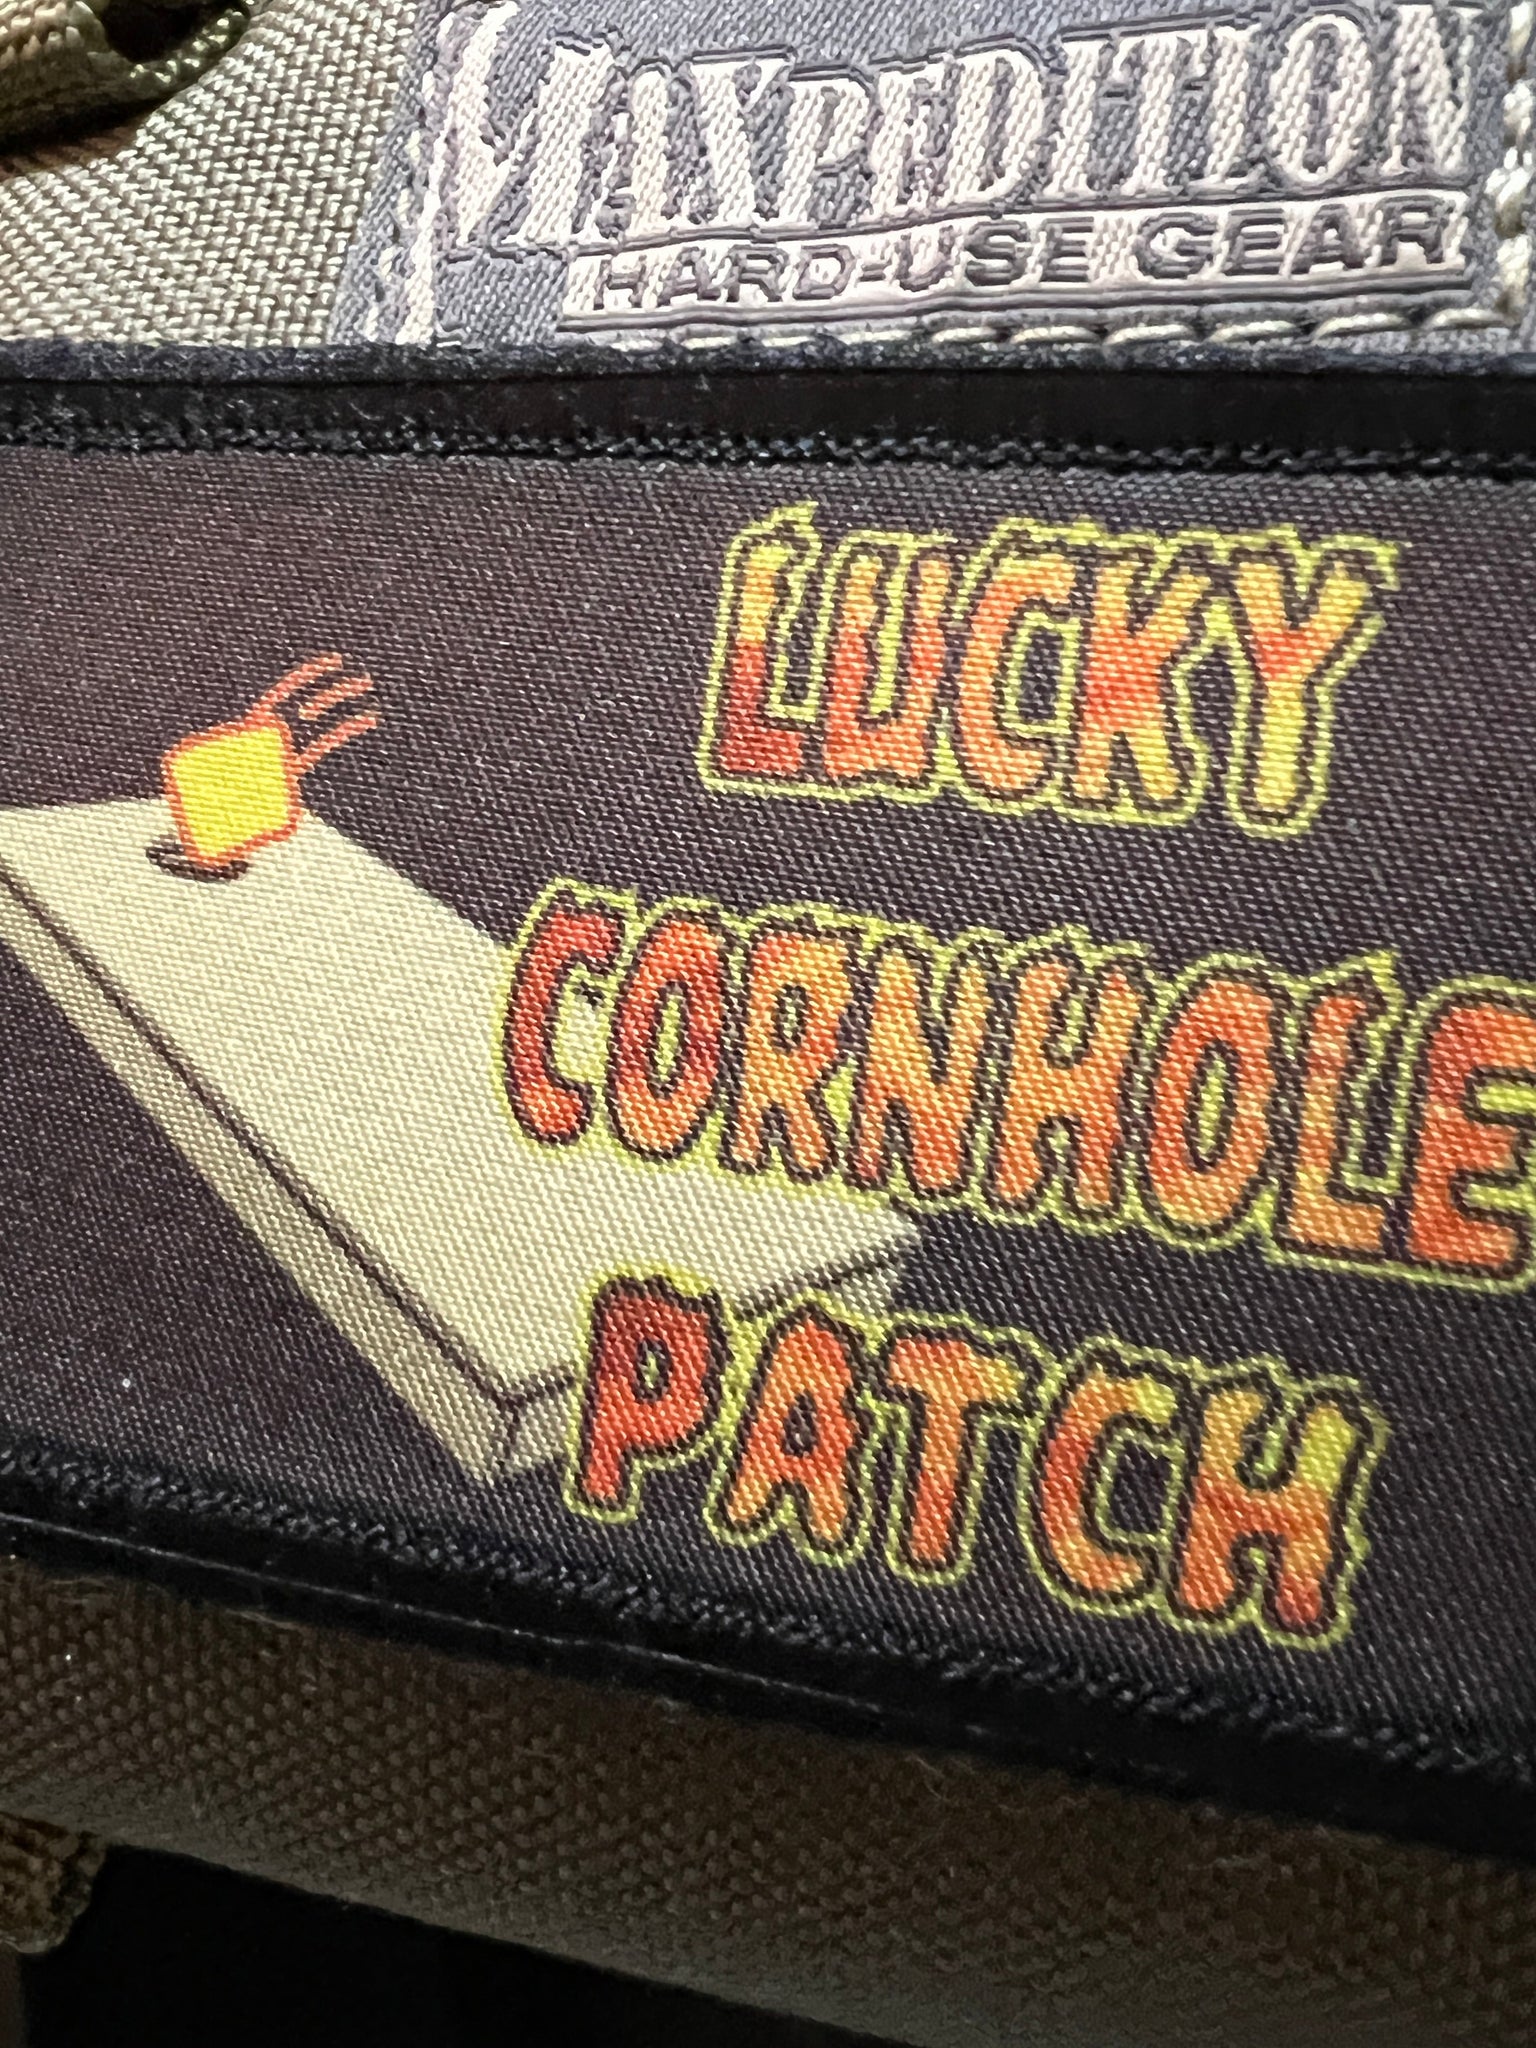 MAXPEDITION
HARD-USE GEAR
LUCKY
CORNHOLE
PATCH